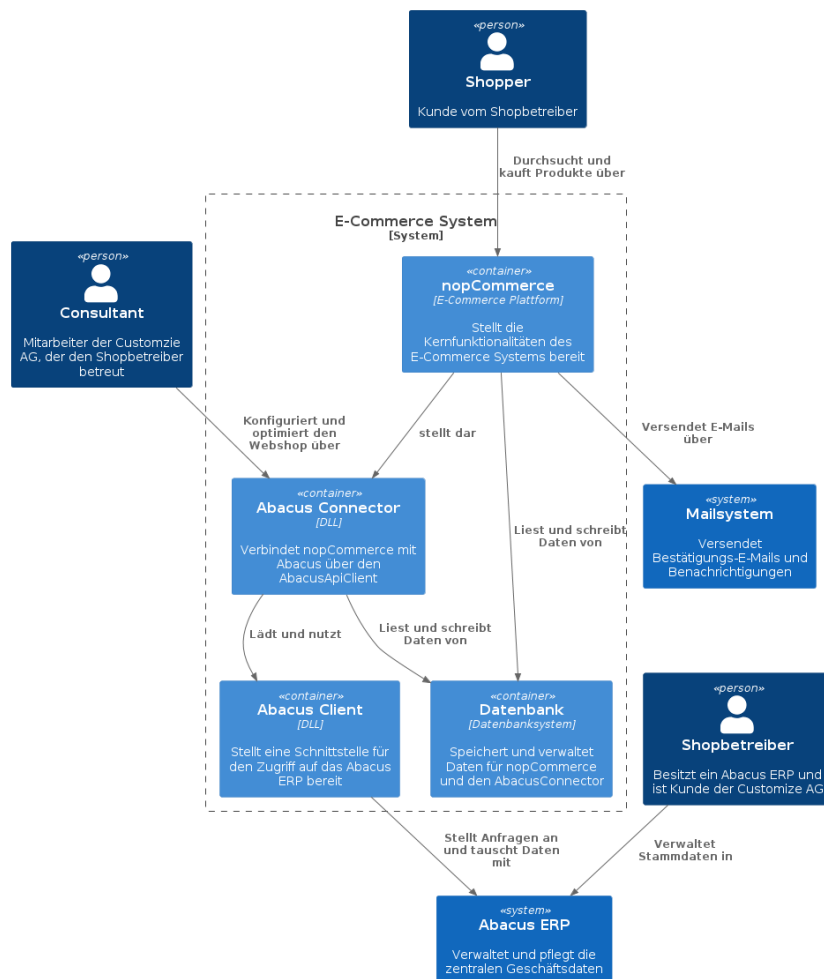 «person»
Shopper
Kunde vom Shopbetreiber
Durchsucht und
kauft Produkte über
E-Commerce System
[System]
«person»
Consultant
Mitarbeiter der Customzie
AG, der den Shopbetreiber
betreut
«container»
nopCommerce
[E-Commerce Plattform]
Stellt die
Kernfunktionalitäten des
E-Commerce Systems bereit
Konfiguriert und
optimiert den
Webshop über
stellt dar
Versendet E-Mails
über
«container»
Abacus Connector
[DLL]
Verbindet nopCommerce mit
Abacus über den
AbacusApiClient
«system»
Mailsystem
Versendet
Bestätigungs-E-Mails und
Benachrichtigungen
Liest und schreibt
Daten von
Lädt und nutzt
Liest und schreibt
Daten von
«container»
Abacus Client
[DLL]
Stellt eine Schnittstelle für
den Zugriff auf das Abacus
ERP bereit
«container»
Datenbank
[Datenbanksystem]
Speichert und verwaltet
Daten für nopCommerce
und den AbacusConnector
«person»
Shopbetreiber
Besitzt ein Abacus ERP und
ist Kunde der Customize AG
Stellt Anfragen an
und tauscht Daten
mit
Verwaltet
Stammdaten in
«system»
Abacus ERP
Verwaltet und pflegt die
zentralen Geschäftsdaten